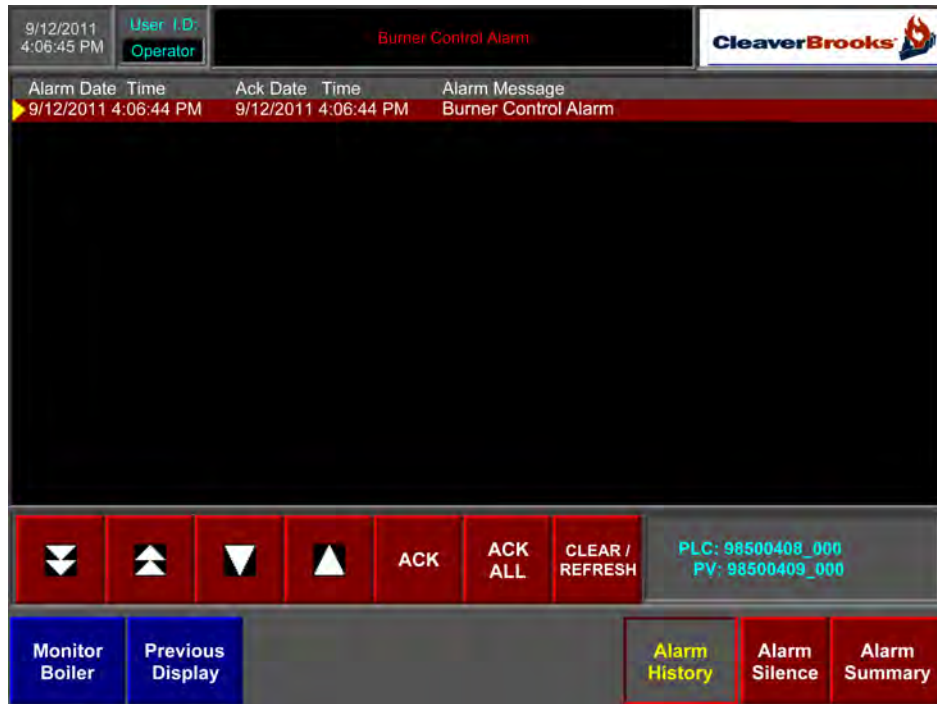 9/12/2011
4:06:45 PM
User I.D:
Operator
Burner Control Alarm
CleaverBrooks
Alarm Date Time Ack Date Time Alarm Message
9/12/2011 4:06:44 PM 9/12/2011 4:06:44 PM Burner Control Alarm
ACK
ACK
ALL
CLEAR /
REFRESH
PLC: 98500408_000
PV: 98500409_000
Monitor
Boiler
Previous
Display
Alarm
History
Alarm
Silence
Alarm
Summary